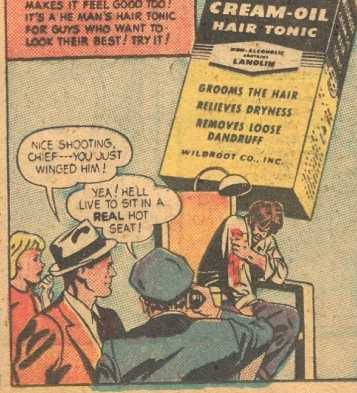 MAKES IT FEEL GOOD TOO!
IT'S A HE MAN'S HAIR TONIC
FOR GUYS WHO WANT TO
LOOK THEIR BEST! TRY IT!
CREAM-OIL
HAIR TONIC
NON-ALCOHOLIC
CONTAINS
LANOLIN
GROOMS THE HAIR
RELIEVES DRYNESS
REMOVES LOOSE
DANDRUFF
WILDROOT CO., INC.
NICE SHOOTING,
CHIEF---YOU JUST
WINGED HIM!
YEA! HE'LL
LIVE TO SIT IN A
REAL HOT
SEAT!